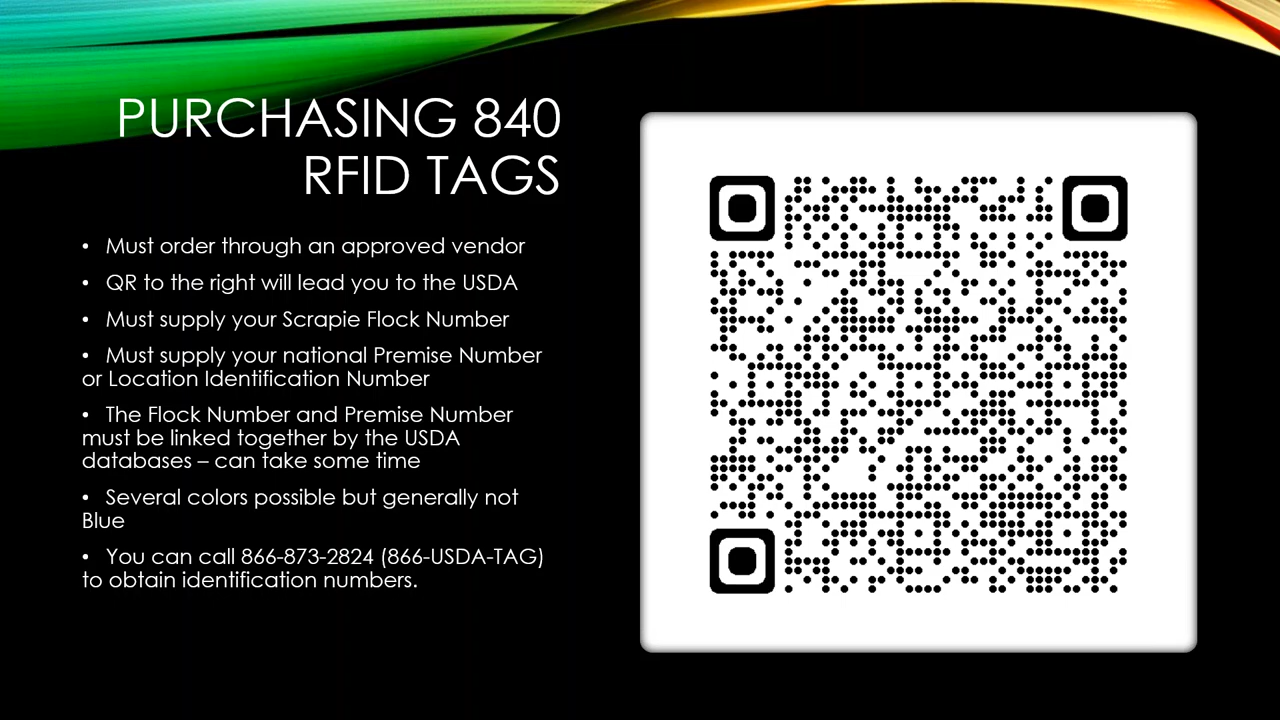 PURCHASING 840
RFID TAGS
• Must order through an approved vendor
• QR to the right will lead you to the USDA
• Must supply your Scrapie Flock Number
• Must supply your national Premise Number
or Location Identification Number
• The Flock Number and Premise Number
must be linked together by the USDA
databases – can take some time
• Several colors possible but generally not
Blue
• You can call 866-873-2824 (866-USDA-TAG)
to obtain identification numbers.